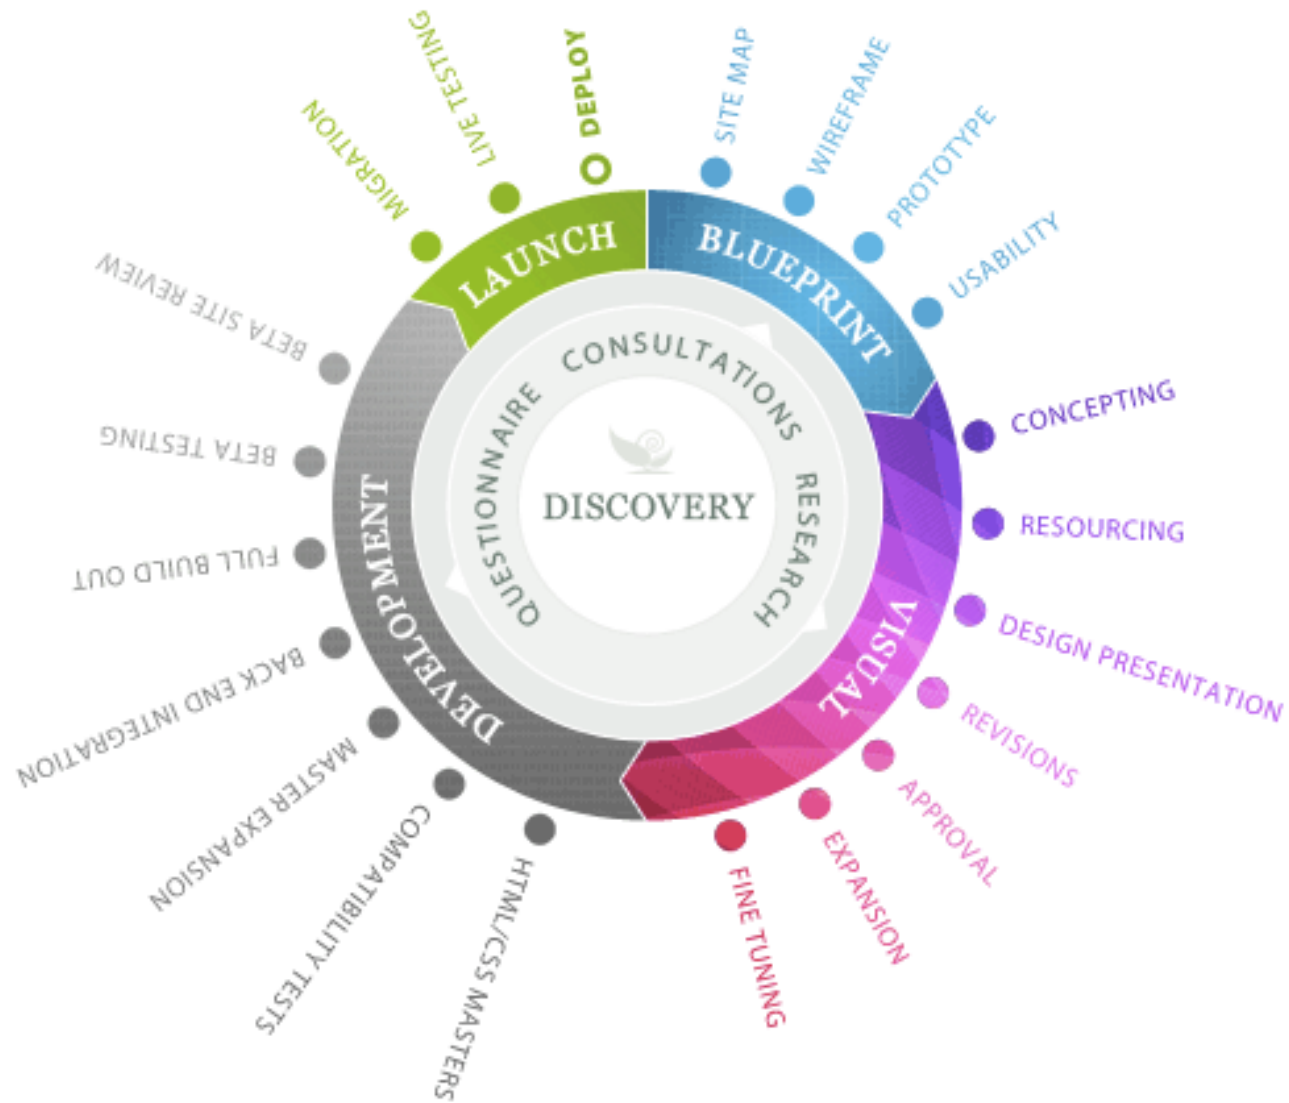 DISCOVERY
QUESTIONNAIRE
CONSULTATIONS
RESEARCH
BLUEPRINT
SITE MAP
WIREFRAME
PROTOTYPE
USABILITY
VISUAL
CONCEPTING
RESOURCING
DESIGN PRESENTATION
REVISIONS
APPROVAL
EXPANSION
FINE TUNING
DEVELOPMENT
HTML/CSS MASTERS
COMPATIBILITY TESTS
MASTER EXPANSION
BACK END INTEGRATION
FULL BUILD OUT
BETA TESTING
BETA SITE REVIEW
LAUNCH
MIGRATION
LIVE TESTING
DEPLOY